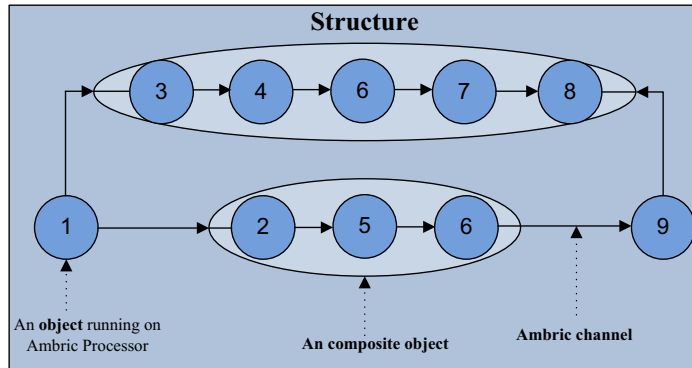 Structure
3 4 6 7 8
1 2 5 6 9
An object running on
Ambric Processor
An composite object
Ambric channel